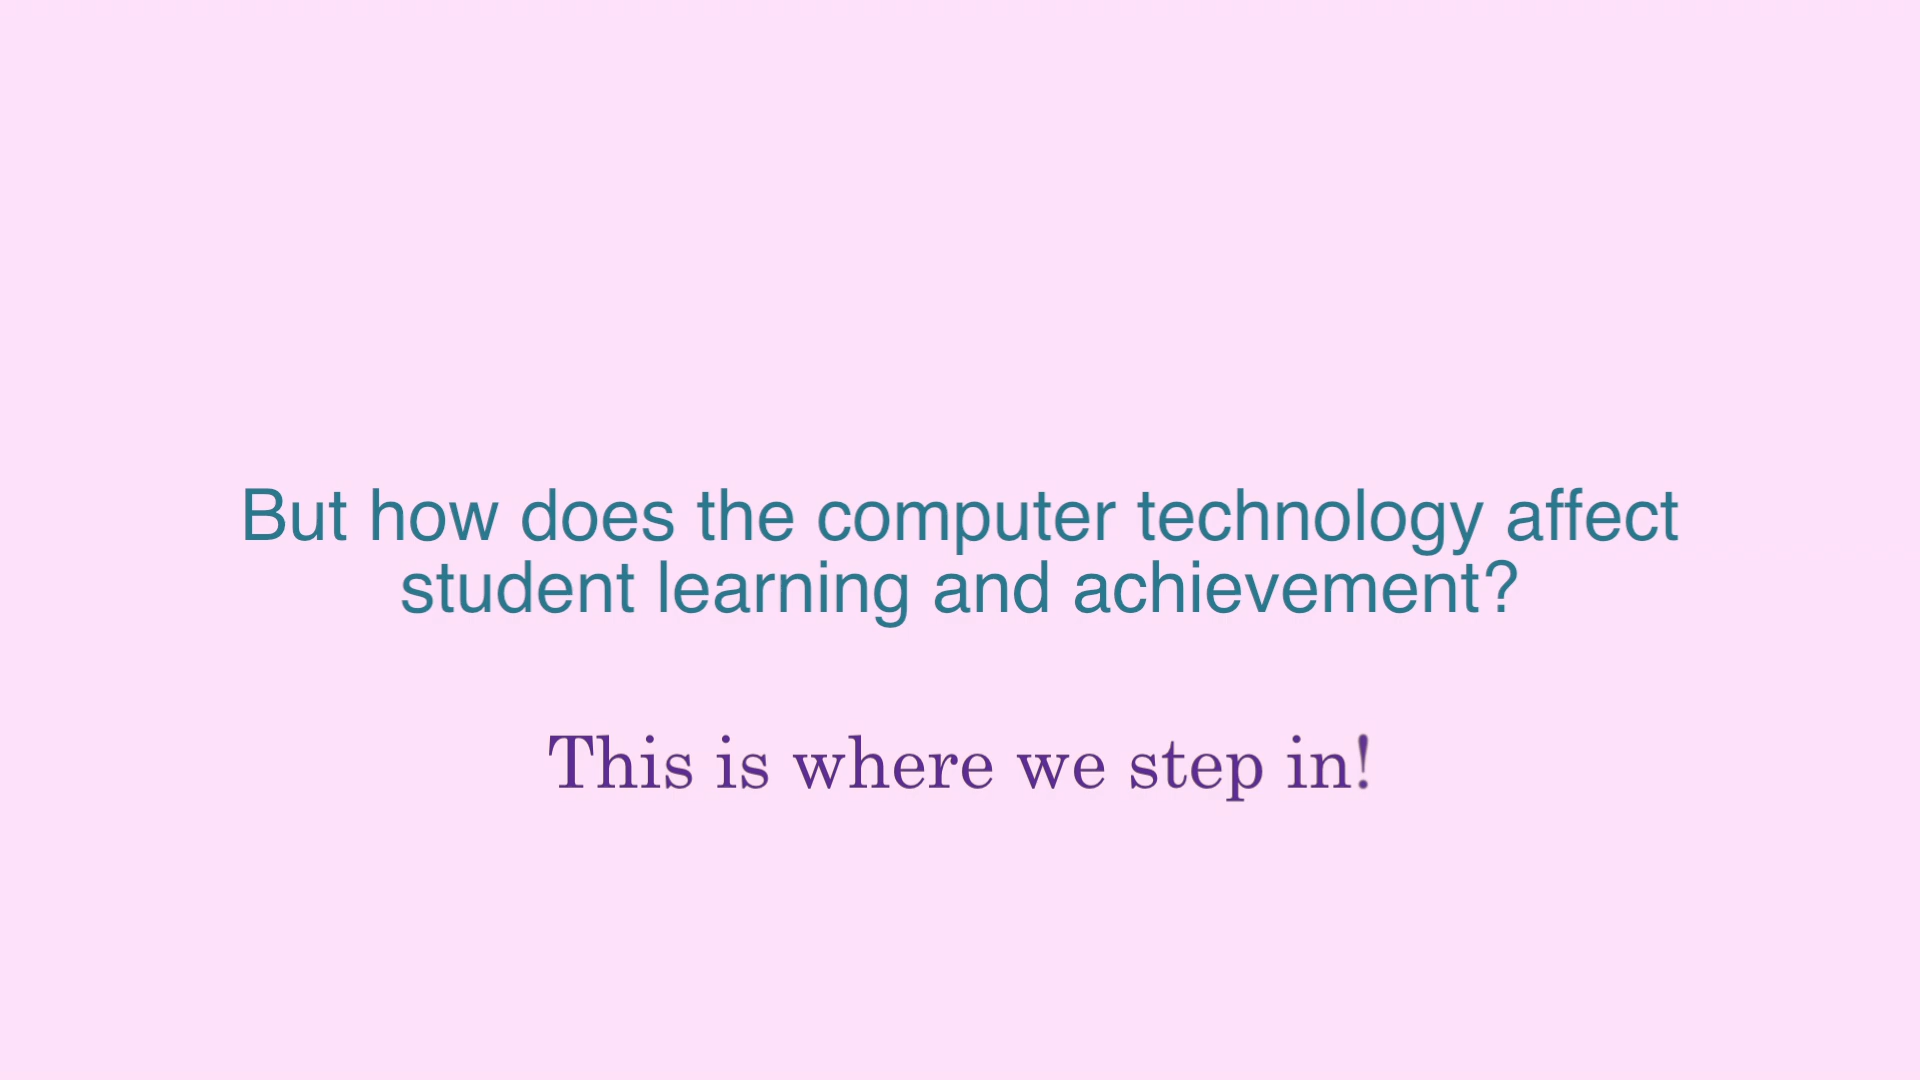 But how does the computer technology affect
student learning and achievement?
This is where we step in!